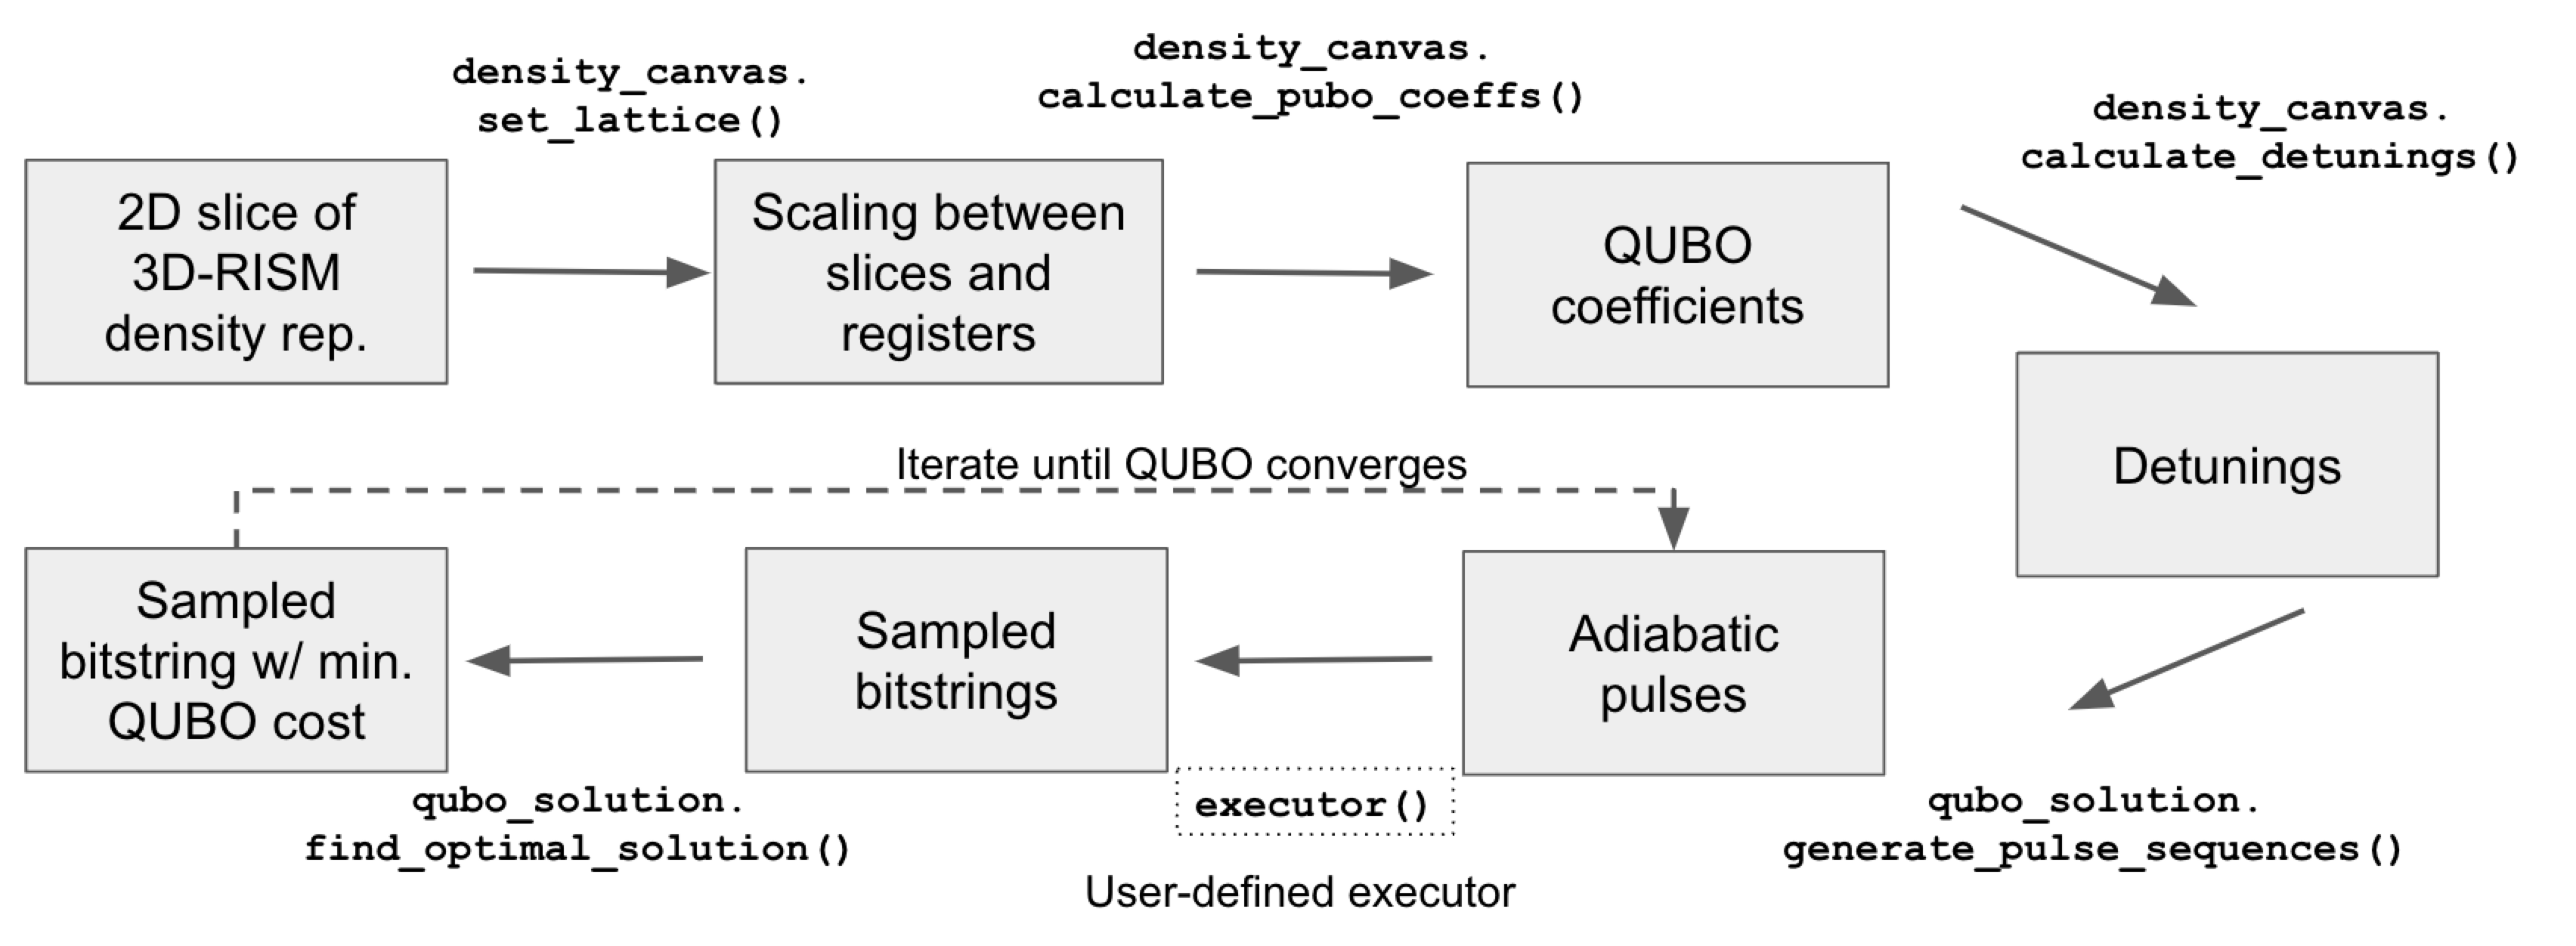 density_canvas.
set_lattice()
density_canvas.
calculate_pubo_coeffs()
density_canvas.
calculate_detunings()
2D slice of
3D-RISM
density rep.
Scaling between
slices and
registers
QUBO
coefficients
Detunings
Iterate until QUBO converges
Sampled
bitstring w/ min.
QUBO cost
Sampled
bitstrings
Adiabatic
pulses
qubo_solution.
find_optimal_solution()
executor()
User-defined executor
qubo_solution.
generate_pulse_sequences()